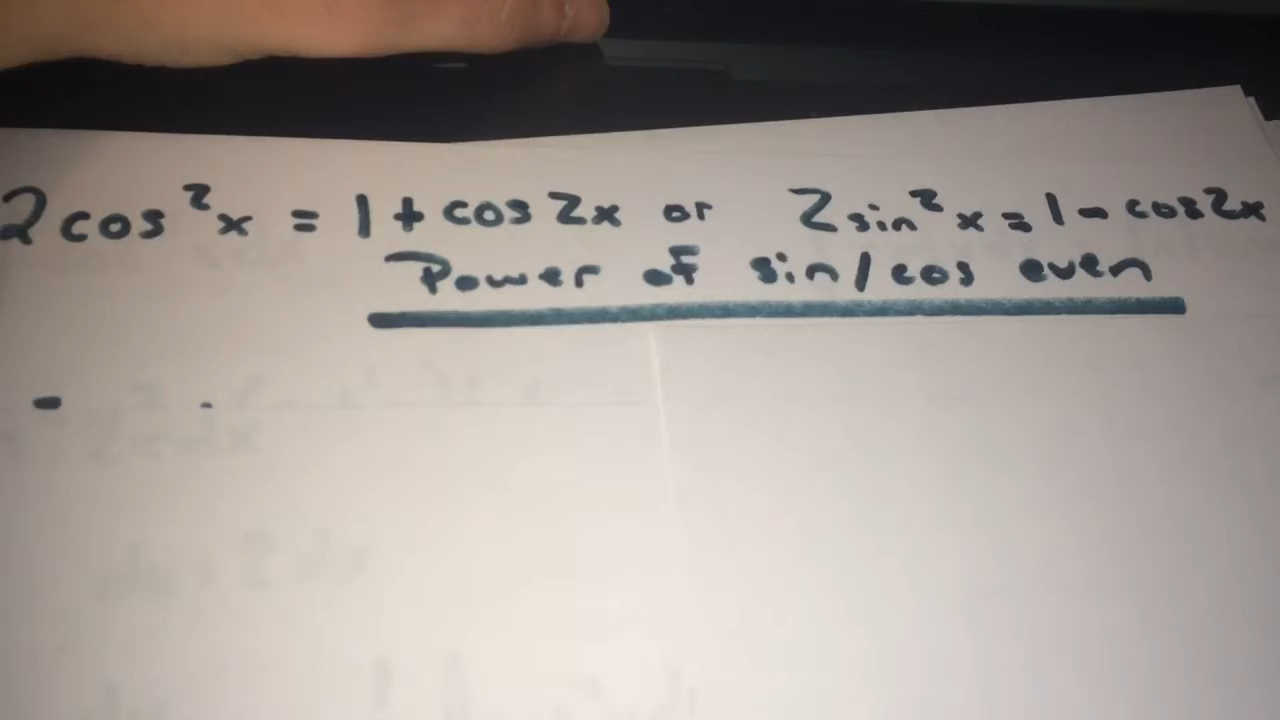 2cos²x = 1 + cos2x or 2sin²x = 1 - cos2x
Power of sin/cos even